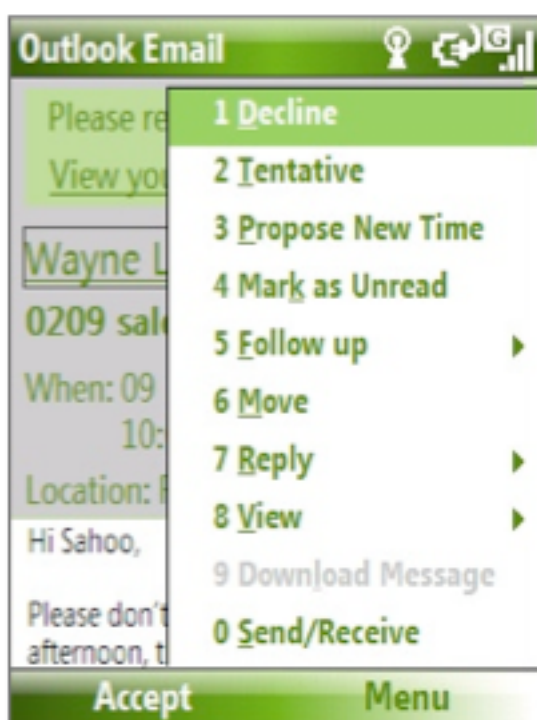 Outlook Email
G
Please re
View you
Wayne L
0209 sale
When: 09
10:
Location:
Hi Sahoo,
Please don't
afternoon, t
1 Decline
2 Tentative
3 Propose New Time
4 Mark as Unread
5 Follow up
6 Move
7 Reply
8 View
9 Download Message
0 Send/Receive
Accept Menu